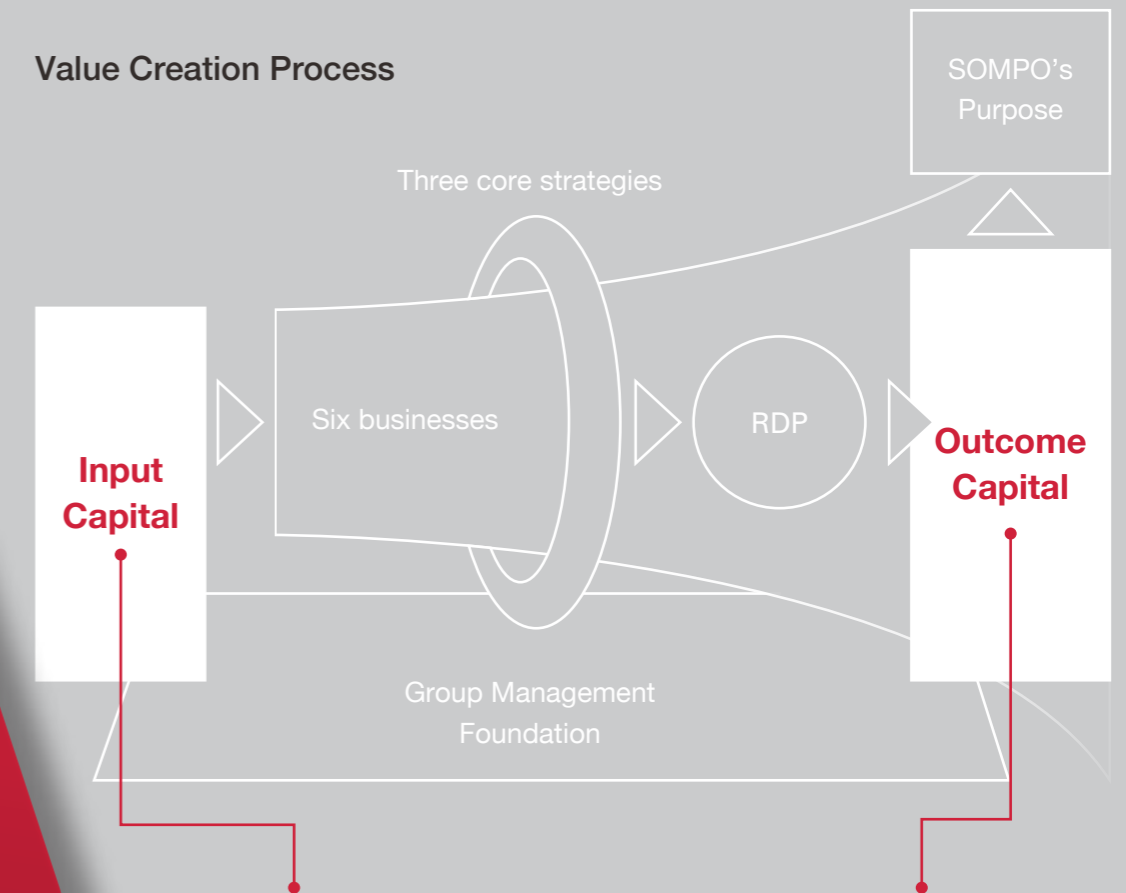 Value Creation Process
SOMPO's
Purpose
Three core strategies
Six businesses
RDP
Input
Capital
Outcome
Capital
Group Management
Foundation